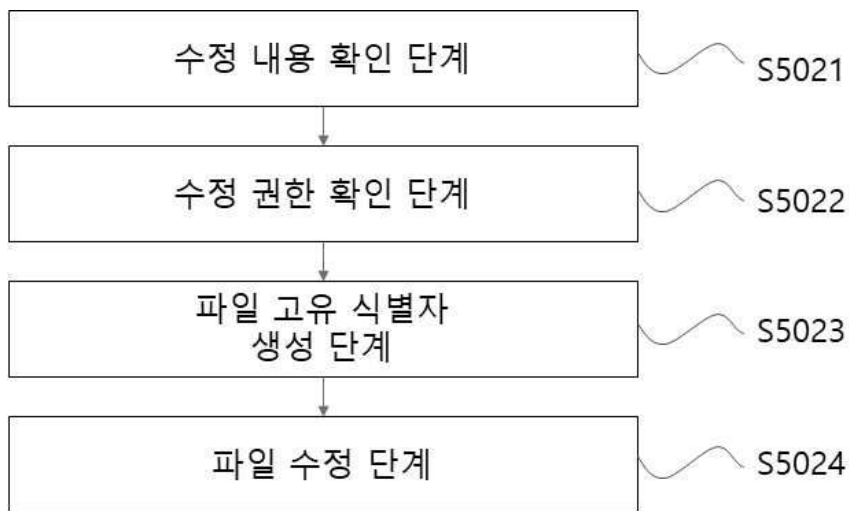 수정 내용 확인 단계
S5021
수정 권한 확인 단계
S5022
파일 고유 식별자
생성 단계
S5023
파일 수정 단계
S5024